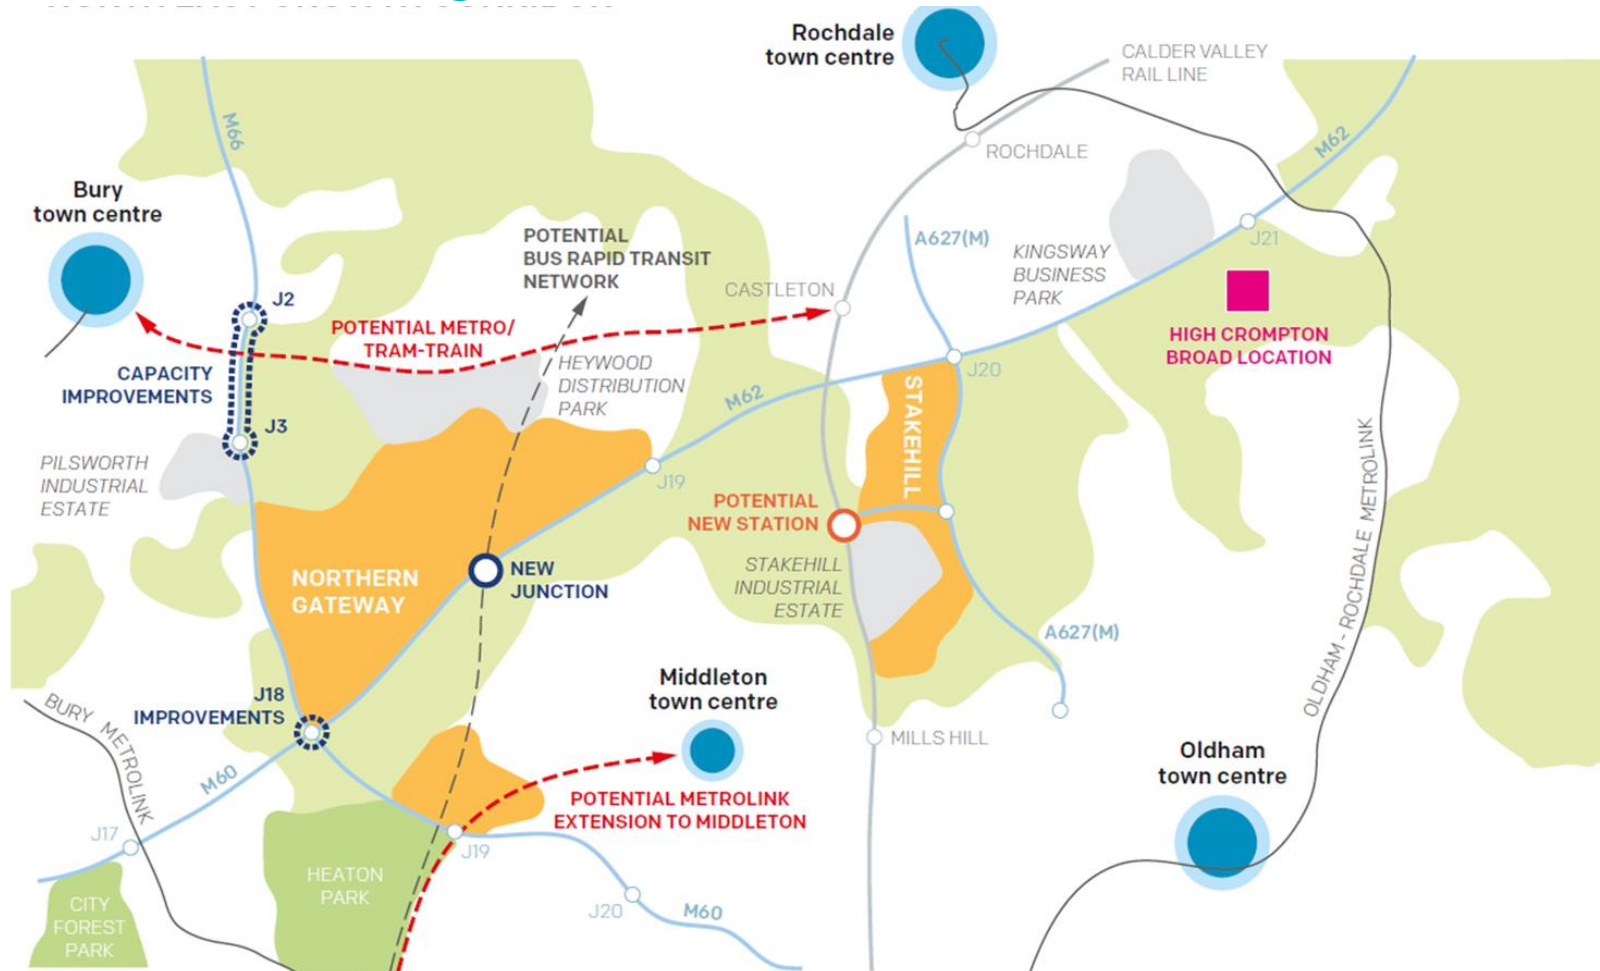 Rochdale
town centre
CALDER VALLEY
RAIL LINE
M66
M62
ROCHDALE
Bury
town centre
POTENTIAL
BUS RAPID TRANSIT
NETWORK
A627(M)
KINGSWAY
BUSINESS
PARK
J21
CASTLETON
J2
POTENTIAL METRO/
TRAM-TRAIN
HIGH CROMPTON
BROAD LOCATION
CAPACITY
IMPROVEMENTS
HEYWOOD
DISTRIBUTION
PARK
J20
M62
STAKEHILL
J3
PILSWORTH
INDUSTRIAL
ESTATE
J19
POTENTIAL
NEW STATION
OLDHAM - ROCHDALE METROLINK
NORTHERN
GATEWAY
NEW
JUNCTION
STAKEHILL
INDUSTRIAL
ESTATE
A627(M)
J18
IMPROVEMENTS
Middleton
town centre
BURY METROLINK
MILLS HILL
Oldham
town centre
M60
POTENTIAL METROLINK
EXTENSION TO MIDDLETON
J17
J19
HEATON
PARK
CITY
FOREST
PARK
J20
M60